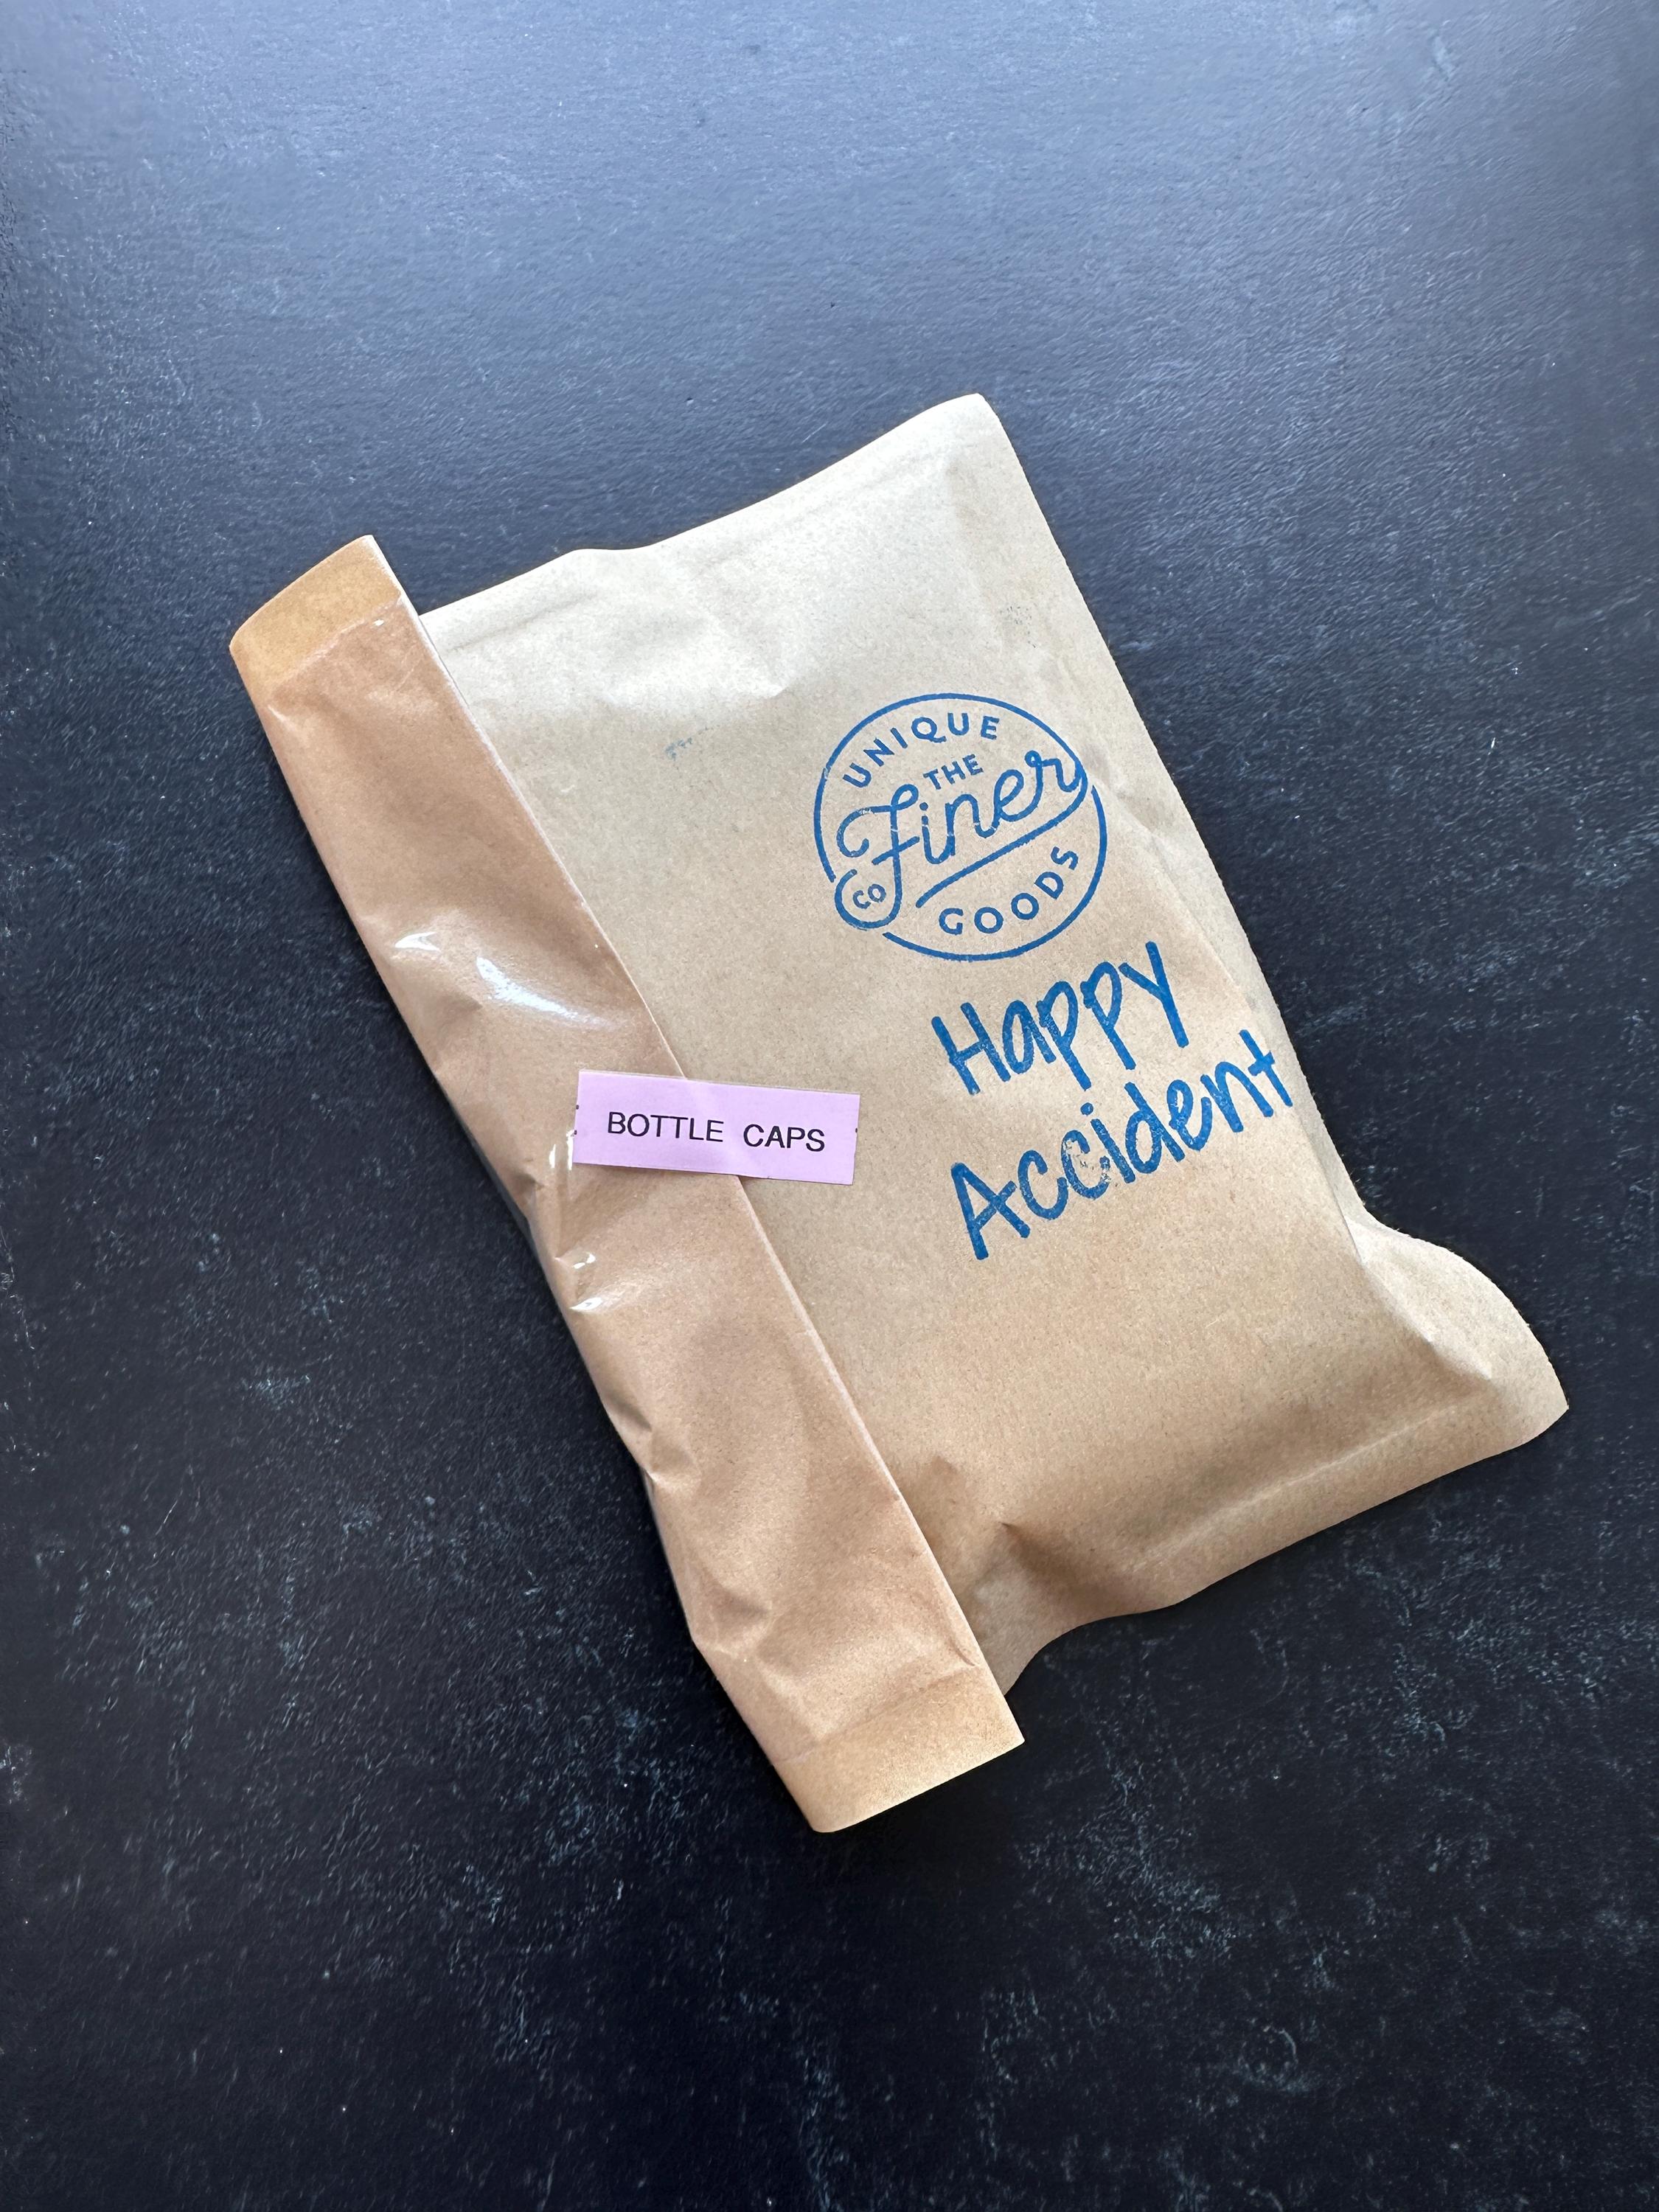 UNIQUE
THE
Finer
CO
GOODS
Happy
Accident
BOTTLE CAPS